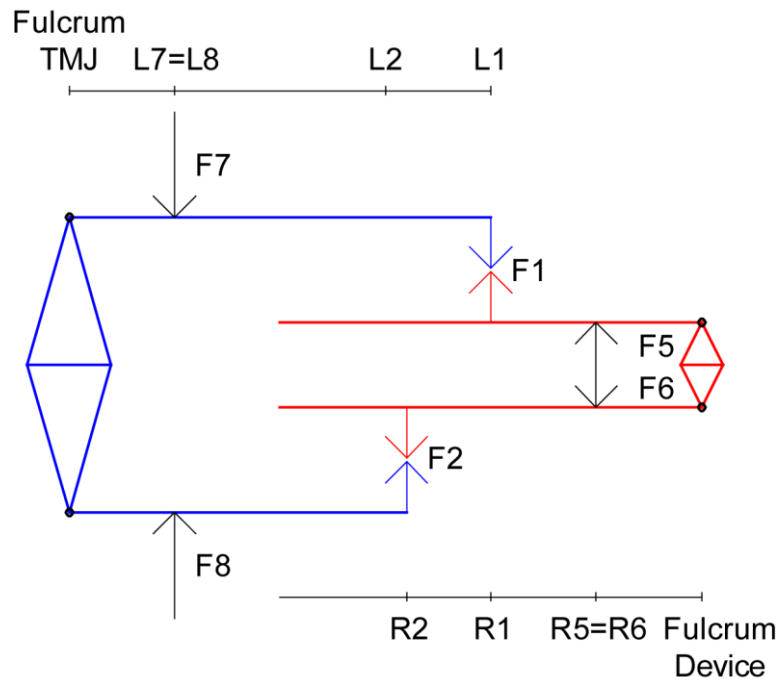 Fulcrum
TMJ L7=L8 L2 L1
F7
F1
F5
F6
F2
F8
R2 R1 R5=R6 Fulcrum
Device